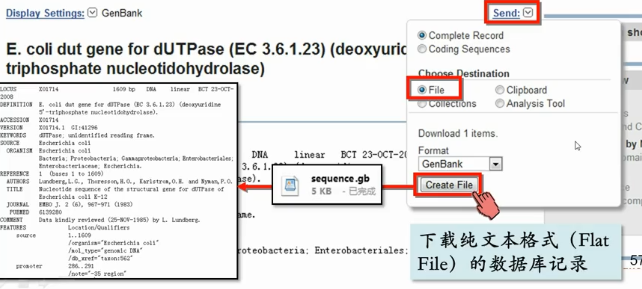 Display Settings: GenBank
Send:
E. coli dut gene for dUTPase (EC 3.6.1.23) (deoxyuric
triphosphate nucleotidohydrolase)
Complete Record
Coding Sequences
Choose Destination
File
Clipboard
Collections
Analysis Tool
Download 1 items.
Format
GenBank
Create File
LOCUS X01714 1609 bp DNA linear BCT 23-OCT-
2008
DEFINITION E. coli dut gene for dUTPase (EC 3.6.1.23) (deoxyuridine
5'-triphosphate nucleotidohydrolase).
ACCESSION X01714
VERSION X01714.1 GI:41296
KEYWORDS dUTPase; unidentified reading frame.
SOURCE Escherichia coli
ORGANISM Escherichia coli
Bacteria; Proteobacteria; Gammaproteobacteria; Enterobacteriales;
Enterobacteriaceae; Escherichia.
REFERENCE 1 (bases 1 to 1609)
AUTHORS Lundberg,L.G., Thoresson,H.O., Karlstrom,O.H. and Nyman,P.O.
TITLE Nucleotide sequence of the structural gene for dUTPase of
Escherichia coli K-12
JOURNAL EMBO J. 2 (6), 967-971 (1983)
PUBMED 6139280
COMMENT Data kindly reviewed (25-NOV-1985) by L. Lundberg.
FEATURES Location/Qualifiers
source 1..1609
/organism="Escherichia coli"
/mol_type="genomic DNA"
/db_xref="taxon:562"
promoter 286..291
/note="-35 region"
DNA linear BCT 23-OCT-20
sequence.gb
5 KB - 已完成
roteobacteria; Enterobacteriales;
下载纯文本格式（Flat
File）的数据库记录
57